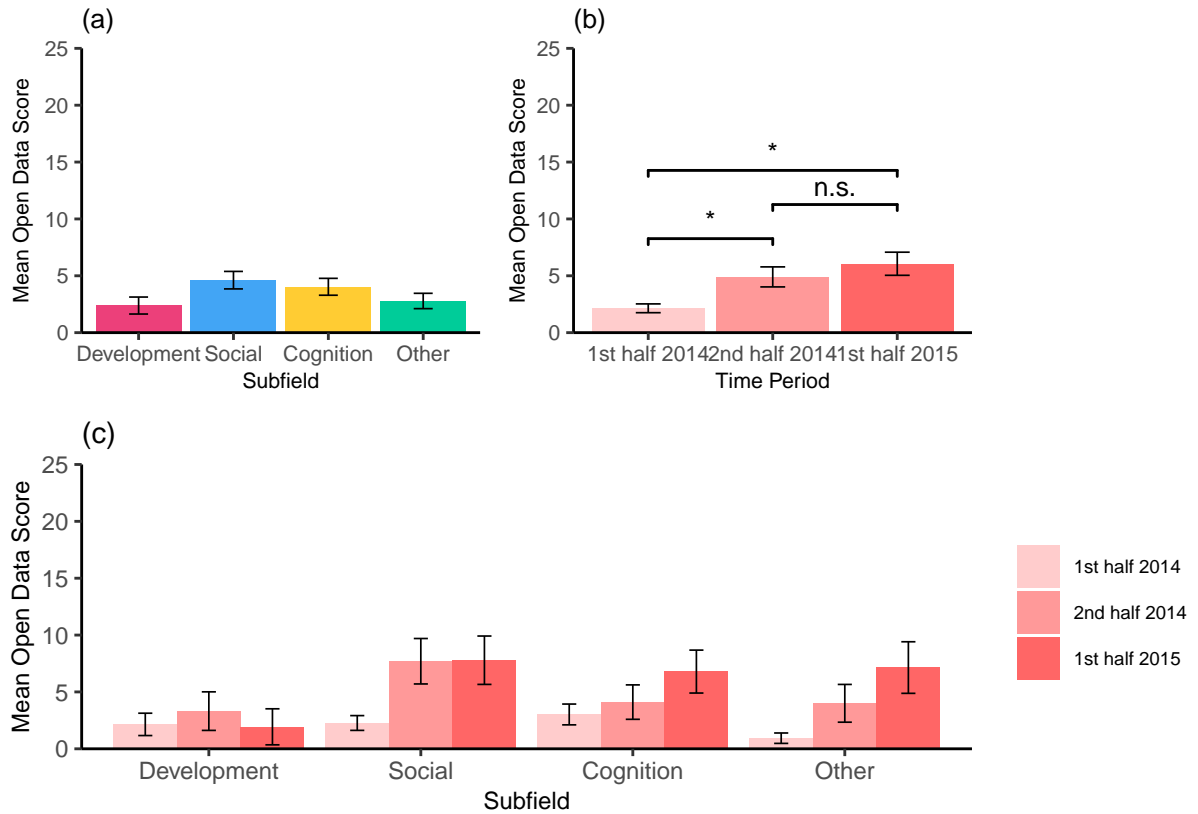 (a)
Mean Open Data Score
25
20
15
10
5
0
Development Social Cognition Other
Subfield
(b)
Mean Open Data Score
25
20
15
10
5
0
*
n.s.
*
1st half 2014 2nd half 2014 1st half 2015
Time Period
(c)
Mean Open Data Score
25
20
15
10
5
0
Development Social Cognition Other
Subfield
1st half 2014
2nd half 2014
1st half 2015